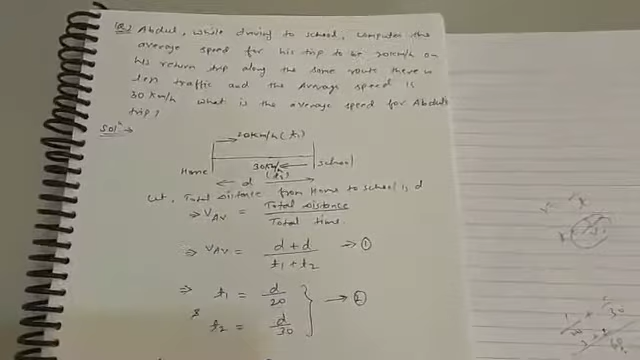 Q) Abdul, while driving to school, computes the
average speed for his trip to be 20km/h on
his return trip along the same route there is
less traffic and the Average speed is
30 Km/h what is the average speed for Abdul's
trip?
Solⁿ →
20km/h (t₁)
Home 30km/h School
(t₂)
d
Let, Total Distance from Home to school is d
⇒ VAV = Total Distance / Total time.
⇒ VAV = d + d / t₁ + t₂ → ①
⇒ t₁ = d / 20
& t₂ = d / 30 → ②